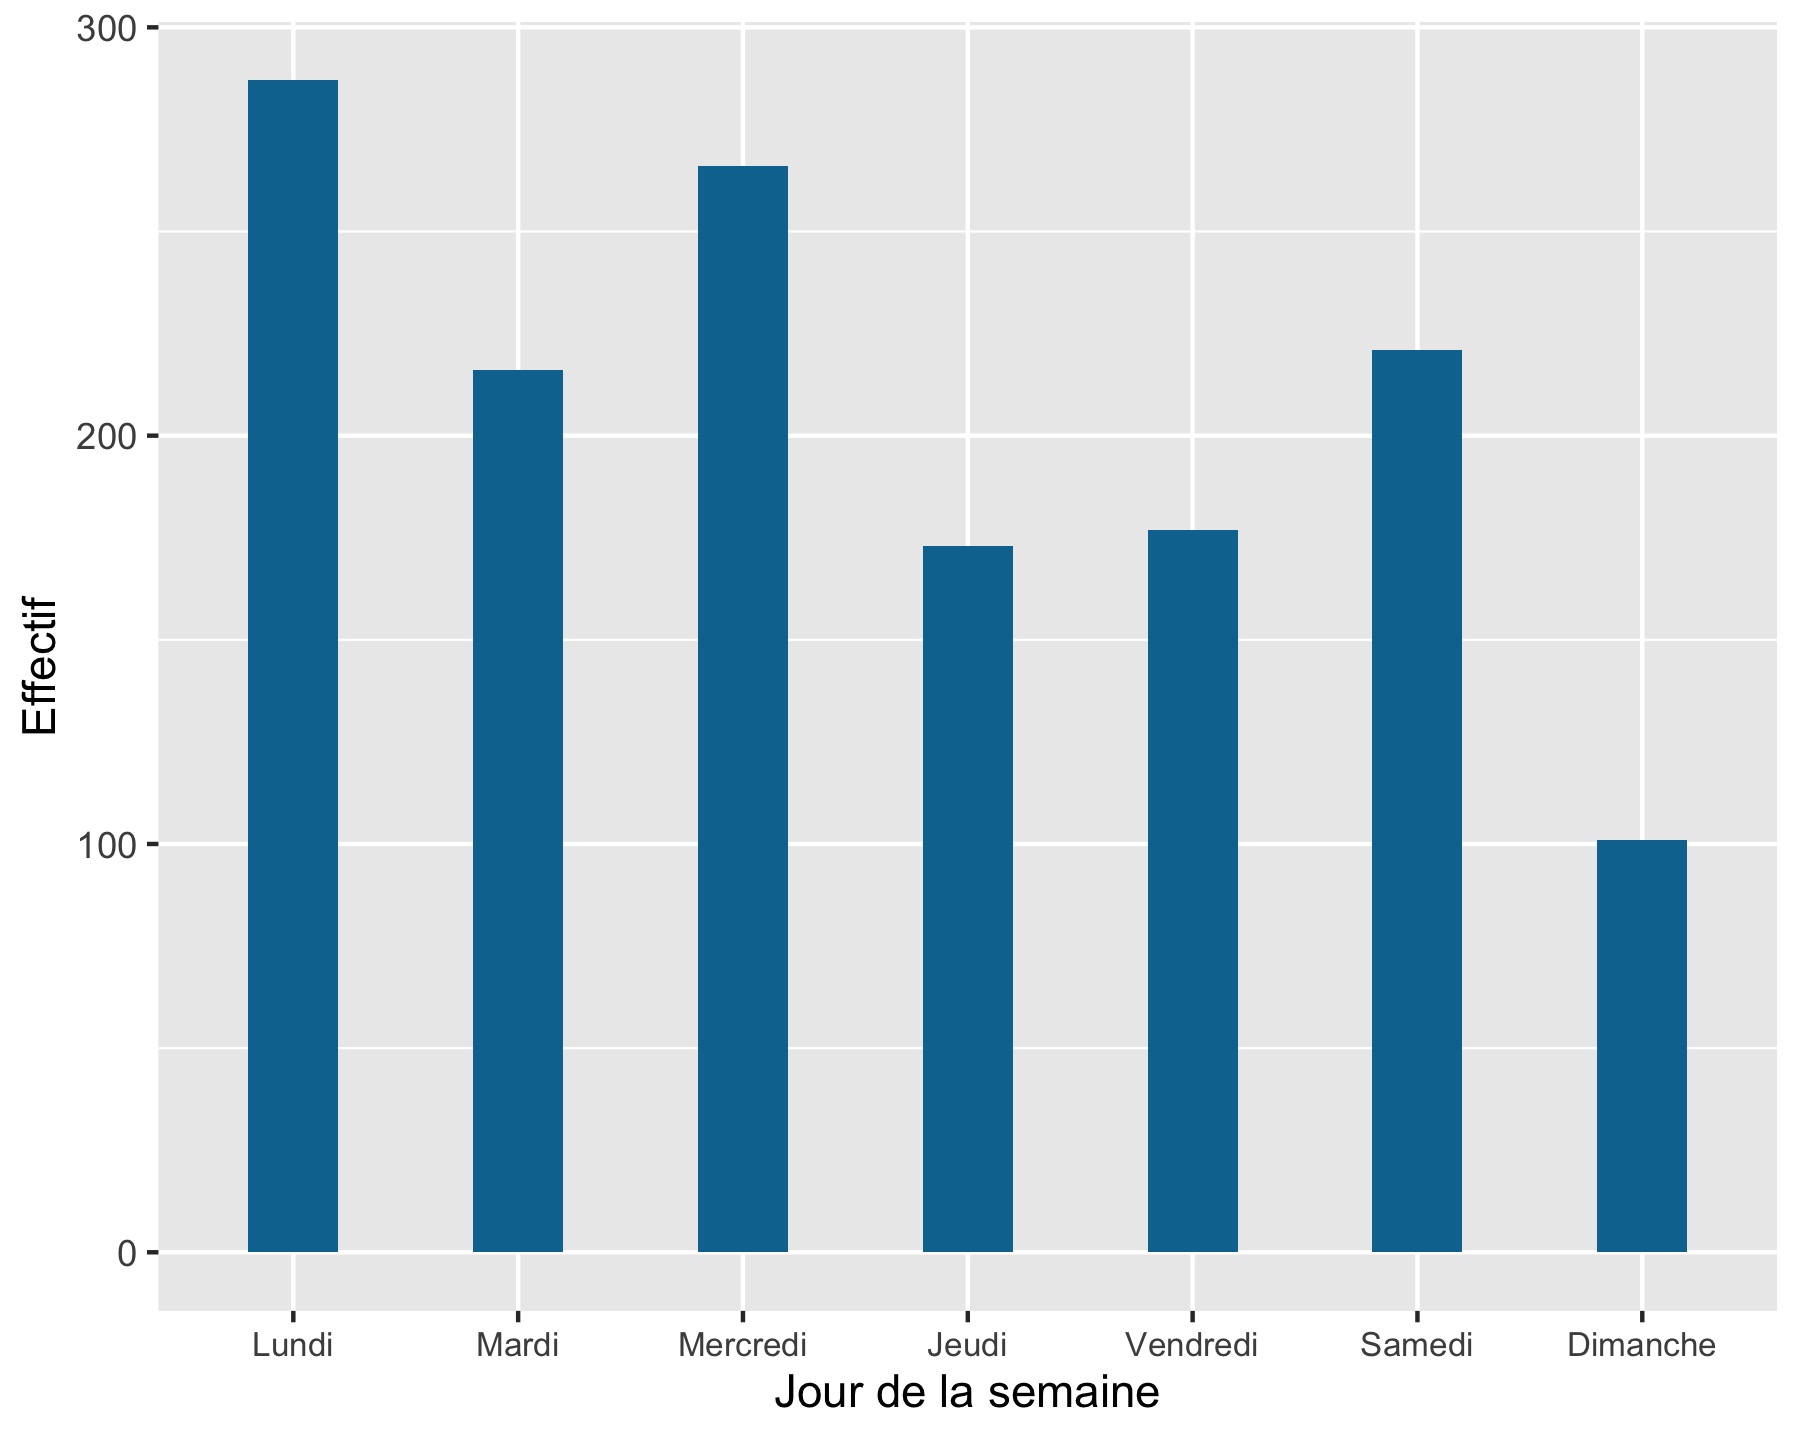 300
200
100
0
Effectif
Lundi Mardi Mercredi Jeudi Vendredi Samedi Dimanche
Jour de la semaine